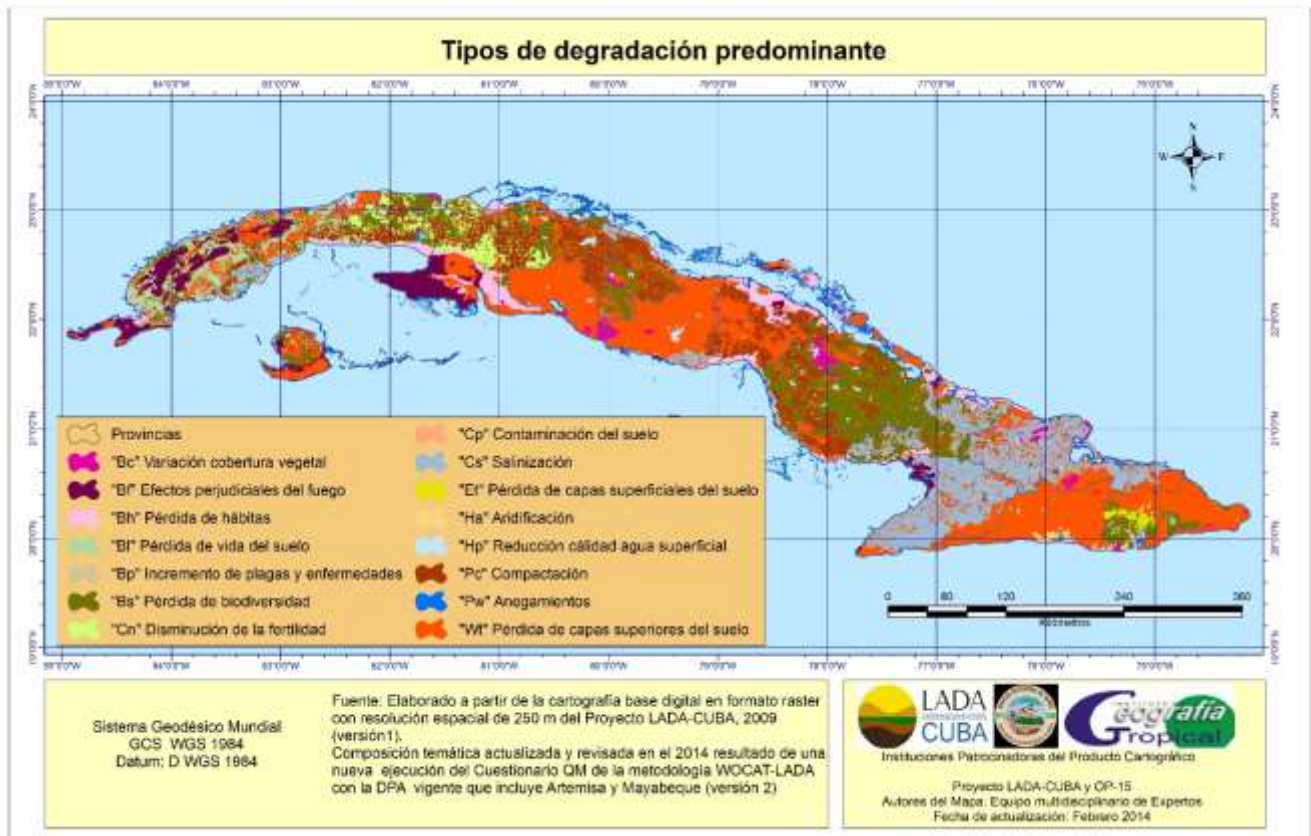 Tipos de degradación predominante
N
W E
S
Provincias
"Bc" Variación cobertura vegetal
"Bf" Efectos perjudiciales del fuego
"Bh" Pérdida de hábitas
"Bl" Pérdida de vida del suelo
"Bp" Incremento de plagas y enfermedades
"Bs" Pérdida de biodiversidad
"Cn" Disminución de la fertilidad
"Cp" Contaminación del suelo
"Cs" Salinización
"Et" Pérdida de capas superficiales del suelo
"Ha" Aridificación
"Hp" Reducción cálidad agua superficial
"Pc" Compactación
"Pw" Anegamientos
"Wt" Pérdida de capas superiores del suelo
0 60 120 240 360
Kilómetros
Sistema Geodésico Mundial
GCS WGS 1984
Datum: D WGS 1984
Fuente: Elaborado a partir de la cartografía base digital en formato raster
con resolución espacial de 250 m del Proyecto LADA-CUBA, 2009
(versión1).
Composición temática actualizada y revisada en el 2014 resultado de una
nueva ejecución del Cuestionario QM de la metodología WOCAT-LADA
con la DPA vigente que incluye Artemisa y Mayabeque (versión 2)
LADA
CUBA
Geografía
Tropical
Instituciones Patrocinadoras del Producto Cartográfico
Proyecto LADA-CUBA y OP-15
Autores del Mapa: Equipo multidisciplinario de Expertos
Fecha de actualización: Febrero 2014